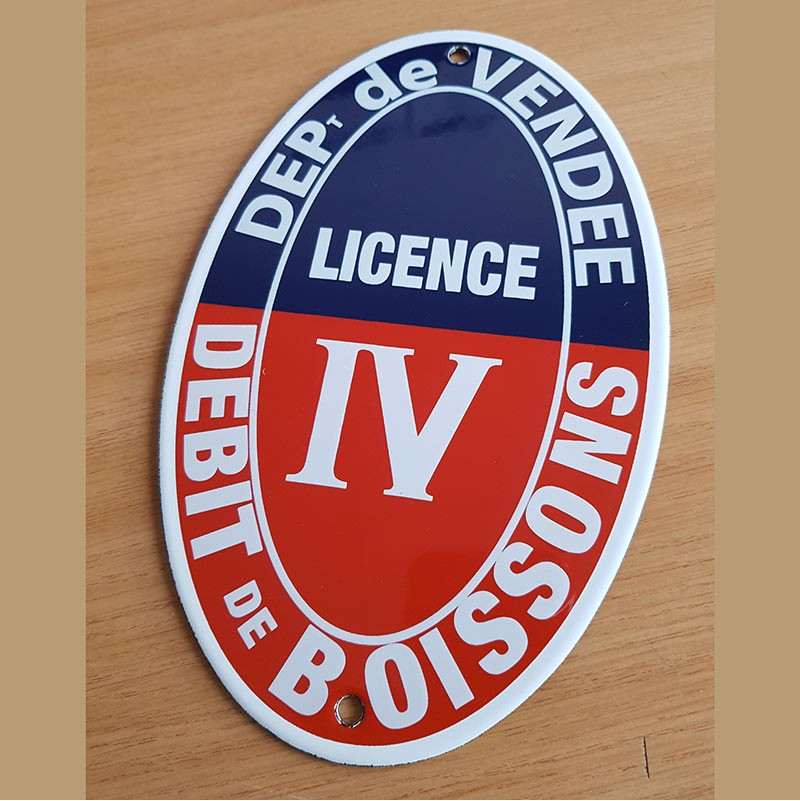 DEPT de VENDEE
LICENCE
IV
DEBIT DE BOISSONS